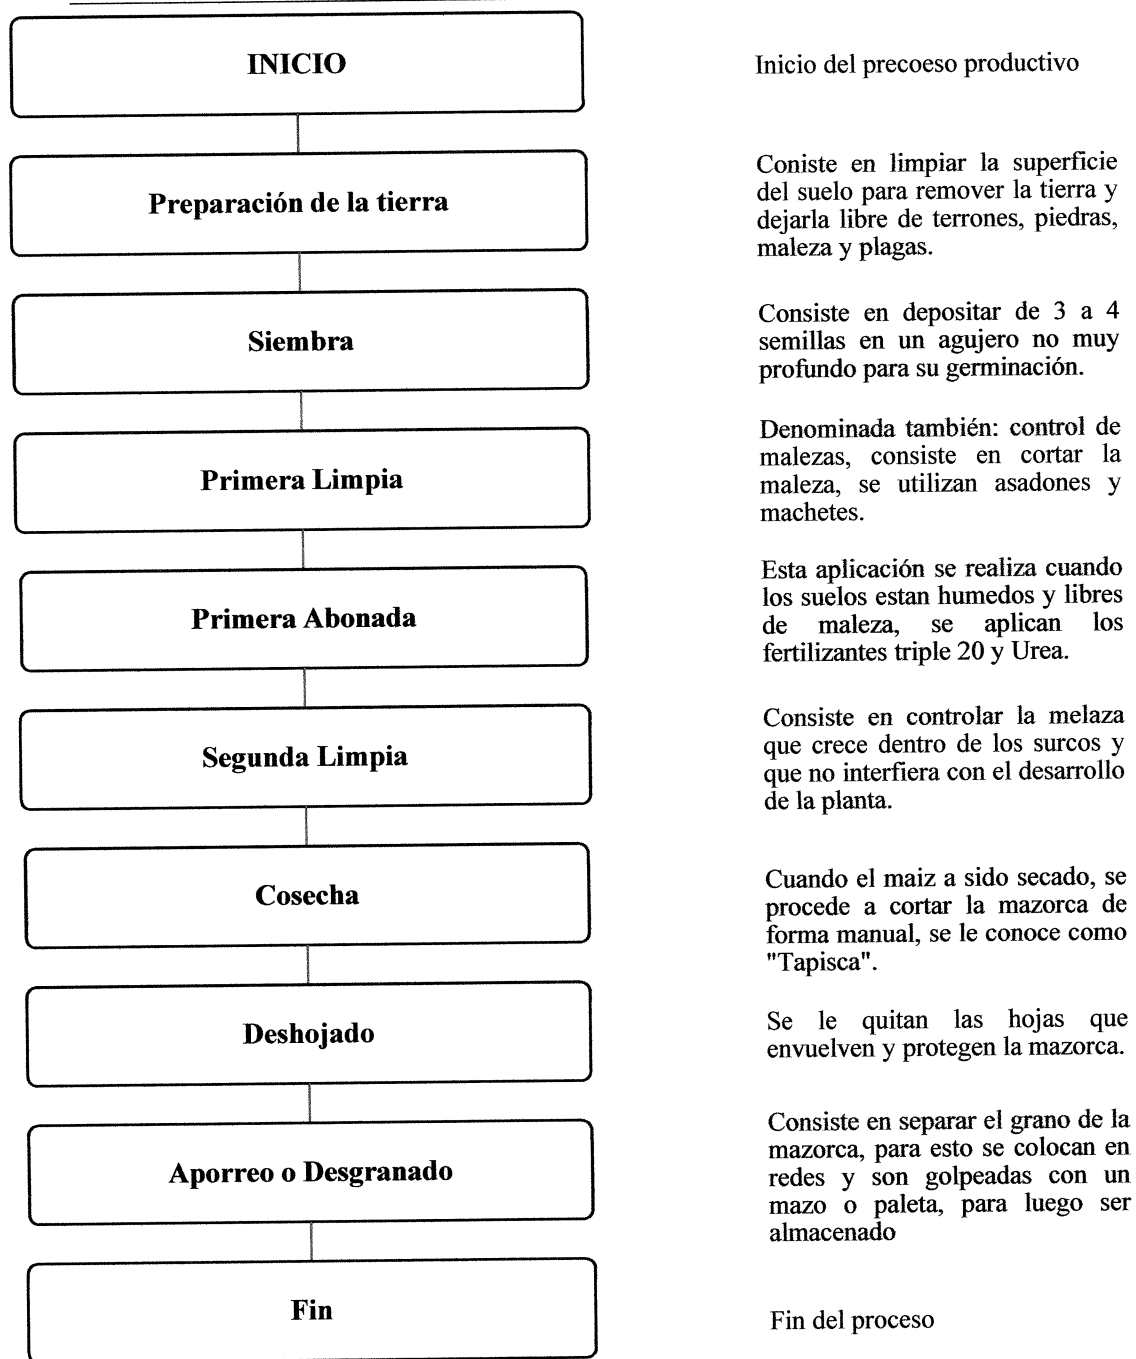 INICIO
Inicio del precoeso productivo
Preparación de la tierra
Coniste en limpiar la superficie
del suelo para remover la tierra y
dejarla libre de terrones, piedras,
maleza y plagas.
Siembra
Consiste en depositar de 3 a 4
semillas en un agujero no muy
profundo para su germinación.
Primera Limpia
Denominada también: control de
malezas, consiste en cortar la
maleza, se utilizan asadones y
machetes.
Primera Abonada
Esta aplicación se realiza cuando
los suelos estan humedos y libres
de maleza, se aplican los
fertilizantes triple 20 y Urea.
Segunda Limpia
Consiste en controlar la melaza
que crece dentro de los surcos y
que no interfiera con el desarrollo
de la planta.
Cosecha
Cuando el maiz a sido secado, se
procede a cortar la mazorca de
forma manual, se le conoce como
"Tapisca".
Deshojado
Se le quitan las hojas que
envuelven y protegen la mazorca.
Aporreo o Desgranado
Consiste en separar el grano de la
mazorca, para esto se colocan en
redes y son golpeadas con un
mazo o paleta, para luego ser
almacenado
Fin
Fin del proceso